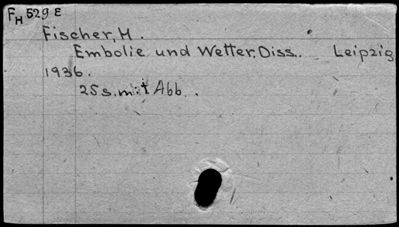 FH 529 E
Fischer, H.
Embolie und Wetter. Diss. Leipzig
1936.
25 S. mit Abb.